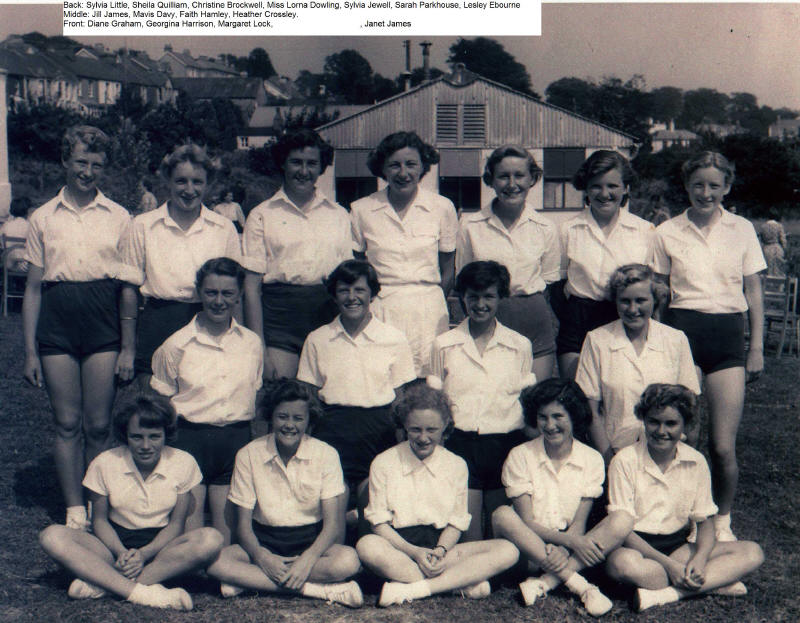 Back: Sylvia Little, Sheila Quilliam, Christine Brockwell, Miss Lorna Dowling, Sylvia Jewell, Sarah Parkhouse, Lesley Ebourne
Middle: Jill James, Mavis Davy, Faith Hamley, Heather Crossley.
Front: Diane Graham, Georgina Harrison, Margaret Lock, , Janet James